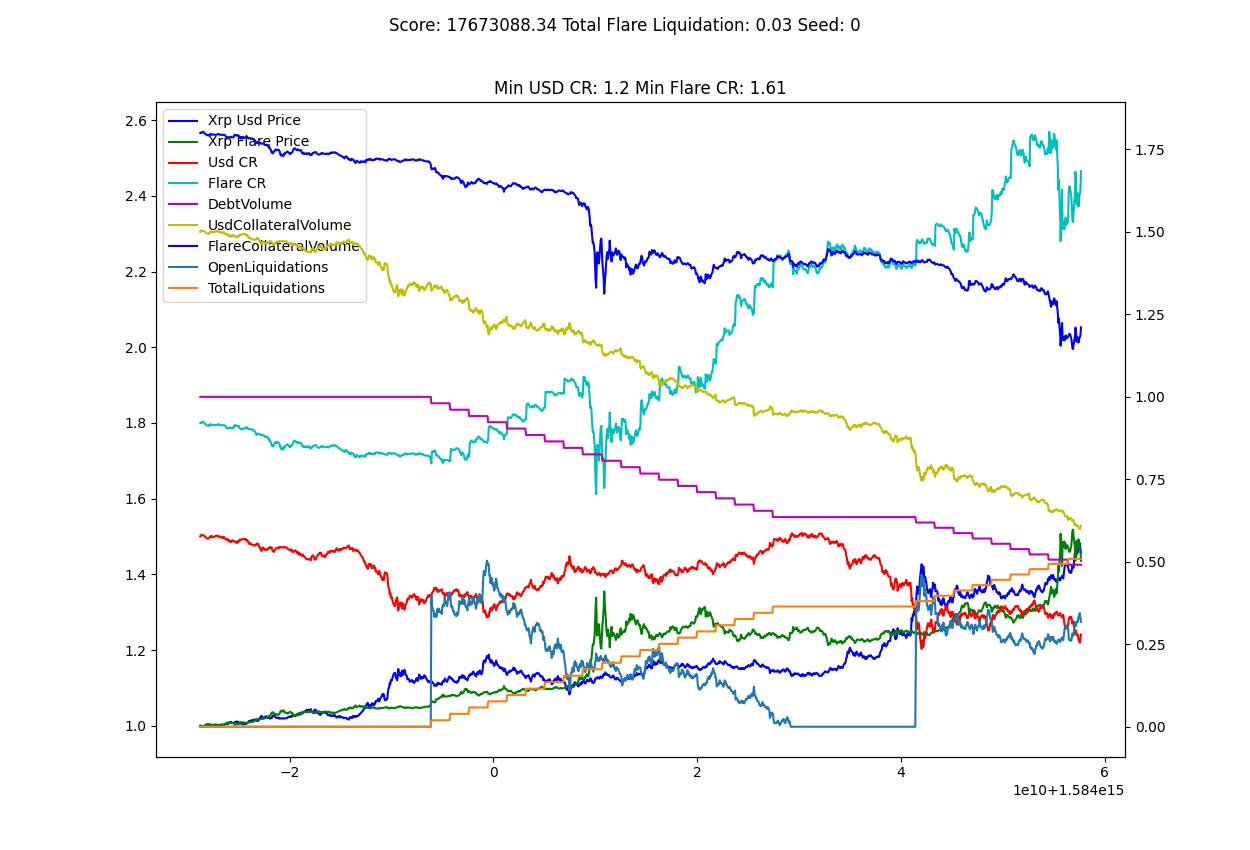 Score: 17673088.34 Total Flare Liquidation: 0.03 Seed: 0
Min USD CR: 1.2 Min Flare CR: 1.61
Xrp Usd Price
Xrp Flare Price
Usd CR
Flare CR
DebtVolume
UsdCollateralVolume
FlareCollateralVolume
OpenLiquidations
TotalLiquidations
2.6
2.4
2.2
2.0
1.8
1.6
1.4
1.2
1.0
1.75
1.50
1.25
1.00
0.75
0.50
0.25
0.00
−2
0
2
4
6
1e10+1.584e15